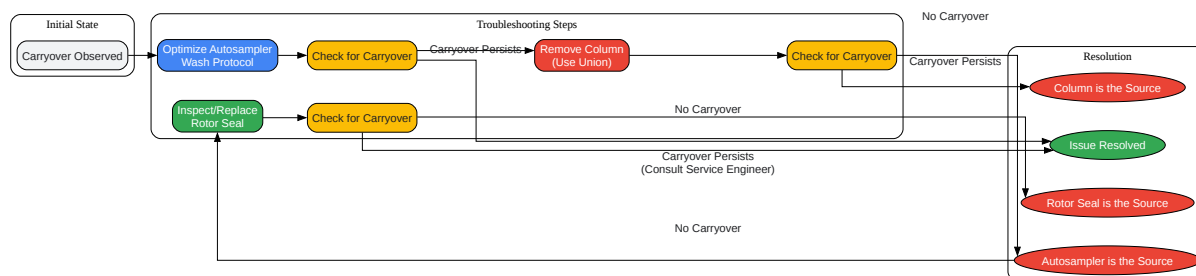 Initial State
Troubleshooting Steps
No Carryover
Carryover Observed
Optimize Autosampler
Wash Protocol
Check for Carryover
Carryover Persists
Remove Column
(Use Union)
Check for Carryover
Carryover Persists
Resolution
Column is the Source
Inspect/Replace
Rotor Seal
Check for Carryover
No Carryover
Issue Resolved
Carryover Persists
(Consult Service Engineer)
Rotor Seal is the Source
No Carryover
Autosampler is the Source